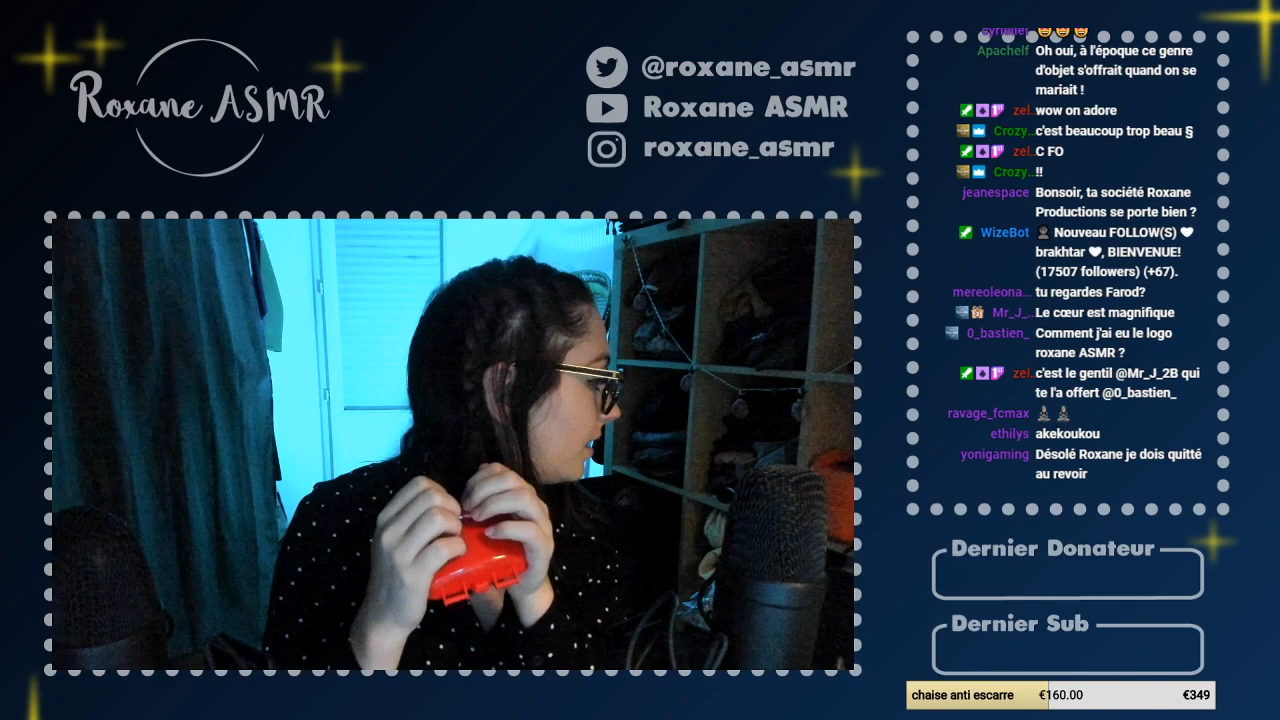 Roxane ASMR
@roxane_asmr
Roxane ASMR
roxane_asmr
Apachelf Oh oui, à l'époque ce genre
d'objet s'offrait quand on se
mariait !
zel.. wow on adore
Crozy... c'est beaucoup trop beau §
zel.. C FO
Crozy... !!
jeanespace Bonsoir, ta société Roxane
Productions se porte bien ?
WizeBot Nouveau FOLLOW(S)
brakhtar , BIENVENUE!
(17507 followers) (+67).
mereoleona... tu regardes Farod?
Mr_J_.. Le cœur est magnifique
0_bastien_ Comment j'ai eu le logo
roxane ASMR ?
zel.. c'est le gentil @Mr_J_2B qui
te l'a offert @0_bastien_
ravage_fcmax
ethilys akekoukou
yonigaming Désolé Roxane je dois quitté
au revoir
Dernier Donateur
Dernier Sub
chaise anti escarre €160.00 €349